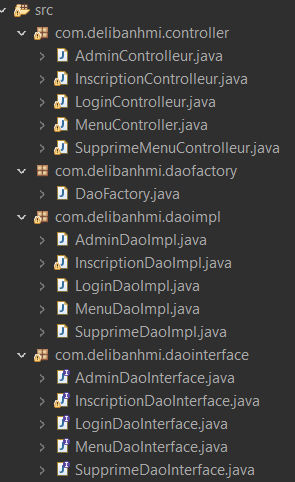 src
com.delibanhmi.controller
AdminControlleur.java
InscriptionControlleur.java
LoginControlleur.java
MenuController.java
SupprimeMenuControlleur.java
com.delibanhmi.daofactory
DaoFactory.java
com.delibanhmi.daoimpl
AdminDaoImpl.java
InscriptionDaoImpl.java
LoginDaoImpl.java
MenuDaoImpl.java
SupprimeDaoImpl.java
com.delibanhmi.daointerface
AdminDaoInterface.java
InscriptionDaoInterface.java
LoginDaoInterface.java
MenuDaoInterface.java
SupprimeDaoInterface.java